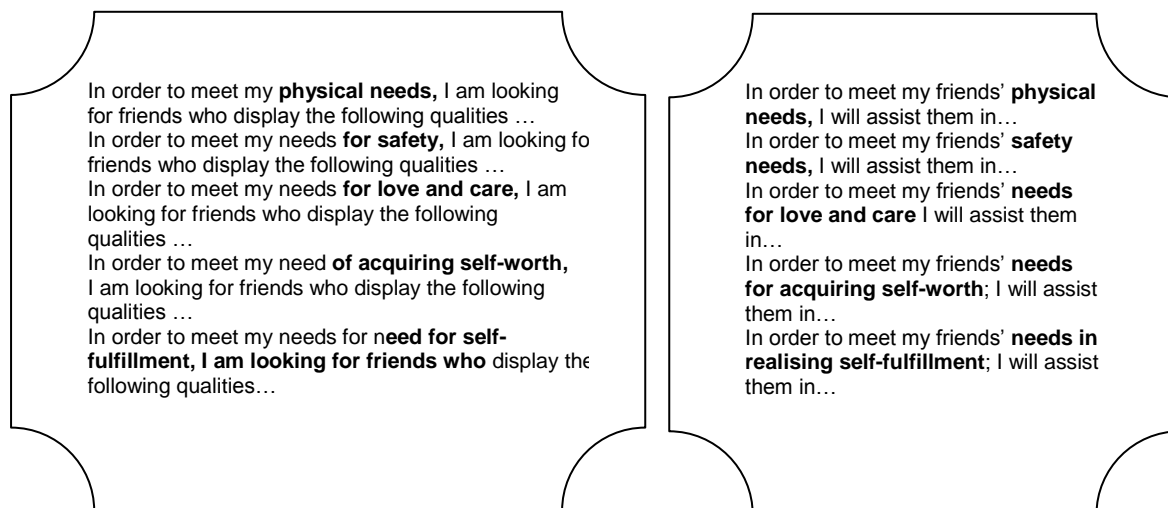 In order to meet my physical needs, I am looking
for friends who display the following qualities …
In order to meet my needs for safety, I am looking fo
friends who display the following qualities …
In order to meet my needs for love and care, I am
looking for friends who display the following
qualities …
In order to meet my need of acquiring self-worth,
I am looking for friends who display the following
qualities …
In order to meet my needs for need for self-
fulfillment, I am looking for friends who display the
following qualities…
In order to meet my friends’ physical
needs, I will assist them in…
In order to meet my friends’ safety
needs, I will assist them in…
In order to meet my friends’ needs
for love and care I will assist them
in…
In order to meet my friends’ needs
for acquiring self-worth; I will assist
them in…
In order to meet my friends’ needs in
realising self-fulfillment; I will assist
them in…